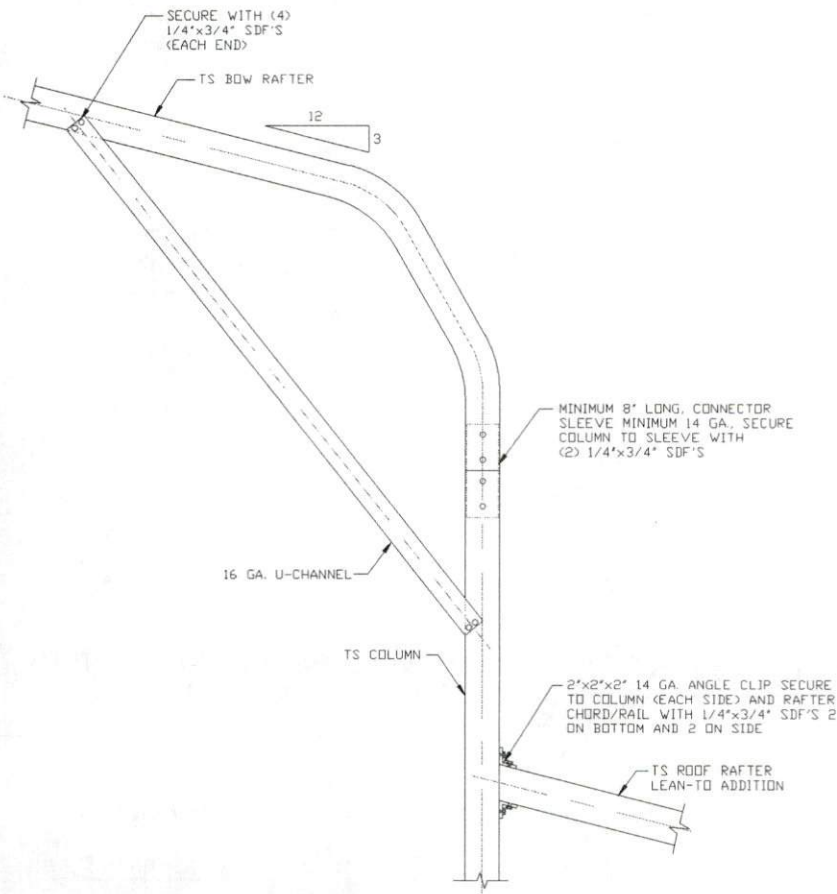 SECURE WITH (4)
1/4"x3/4" SDF'S
(EACH END)
TS BOW RAFTER
12
3
MINIMUM 8" LONG, CONNECTOR
SLEEVE MINIMUM 14 GA., SECURE
COLUMN TO SLEEVE WITH
(2) 1/4"x3/4" SDF'S
16 GA. U-CHANNEL
TS COLUMN
2"x2"x2" 14 GA. ANGLE CLIP SECURE
TO COLUMN (EACH SIDE) AND RAFTER
CHORD/RAIL WITH 1/4"x3/4" SDF'S 2
ON BOTTOM AND 2 ON SIDE
TS ROOF RAFTER
LEAN-TO ADDITION